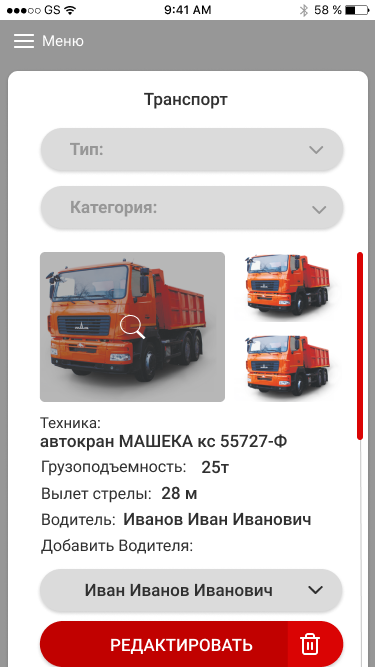 GS 9:41 AM 58 %
Меню
Транспорт
Тип:
Категория:
Техника:
автокран МАШЕКА кс 55727-Ф
Грузоподъемность: 25т
Вылет стрелы: 28 м
Водитель: Иванов Иван Иванович
Добавить Водителя:
Иван Иванов Иванович
РЕДАКТИРОВАТЬ